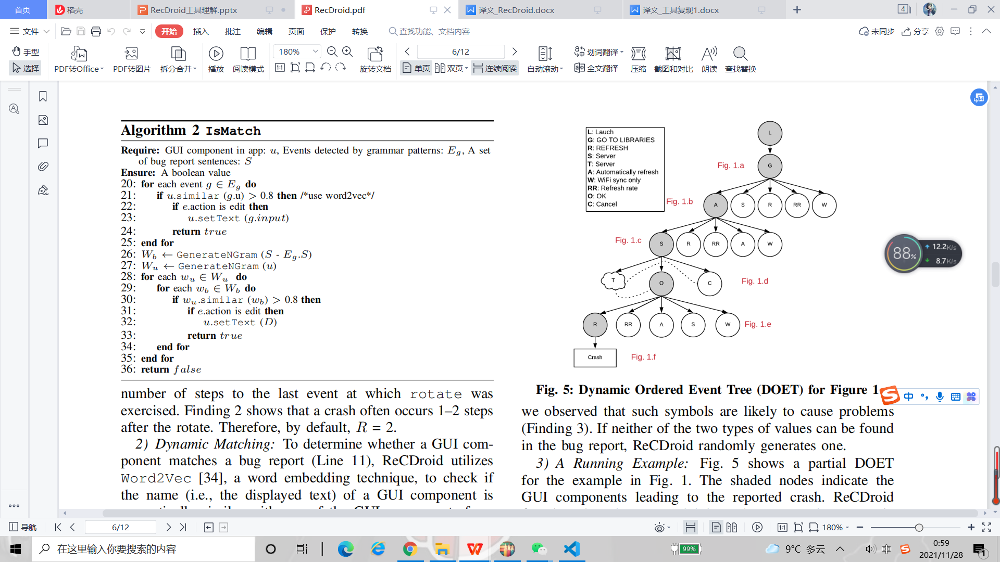 首页
稻壳
RecDroid工具理解.pptx
RecDroid.pdf
译文_RecDroid.docx
译文_工具复现1.docx
4
文件
开始
插入
批注
编辑
页面
保护
转换
查找功能、文档内容
未同步
分享
手型
选择
PDF转Office
PDF转图片
拆分合并
播放
阅读模式
180%
旋转文档
6/12
单页
双页
连续阅读
自动滚动
划词翻译
全文翻译
压缩
截图和对比
朗读
查找替换
Algorithm 2 IsMatch
Require: GUI component in app: u, Events detected by grammar patterns: E_g, A set
of bug report sentences: S
Ensure: A boolean value
20: for each event g ∈ E_g do
21: if u.similar (g.u) > 0.8 then /*use word2vec*/
22: if e.action is edit then
23: u.setText (g.input)
24: return true
25: end for
26: W_b ← GenerateNGram (S - E_g.S)
27: W_u ← GenerateNGram (u)
28: for each w_u ∈ W_u do
29: for each w_b ∈ W_b do
30: if w_u.similar (w_b) > 0.8 then
31: if e.action is edit then
32: u.setText (D)
33: return true
34: end for
35: end for
36: return false
number of steps to the last event at which rotate was
exercised. Finding 2 shows that a crash often occurs 1–2 steps
after the rotate. Therefore, by default, R = 2.
2) Dynamic Matching: To determine whether a GUI com-
ponent matches a bug report (Line 11), ReCDroid utilizes
Word2Vec [34], a word embedding technique, to check if
the name (i.e., the displayed text) of a GUI component is
L: Lauch
G: GO TO LIBRARIES
R: REFRESH
S: Server
T: Server
A: Automatically refresh
W: WiFi sync only
RR: Refresh rate
O: OK
C: Cancel
L
Fig. 1.a
G
Fig. 1.b
A
S
R
RR
W
Fig. 1.c
S
R
RR
A
W
T
O
C
Fig. 1.d
R
RR
A
S
W
Fig. 1.e
Crash
Fig. 1.f
Fig. 5: Dynamic Ordered Event Tree (DOET) for Figure 1
we observed that such symbols are likely to cause problems
(Finding 3). If neither of the two types of values can be found
in the bug report, ReCDroid randomly generates one.
3) A Running Example: Fig. 5 shows a partial DOET
for the example in Fig. 1. The shaded nodes indicate the
GUI components leading to the reported crash. ReCDroid
88%
12.2K/s
8.7K/s
中
导航
6/12
180%
在这里输入你要搜索的内容
99%
9°C 多云
中
0:59
2021/11/28
1